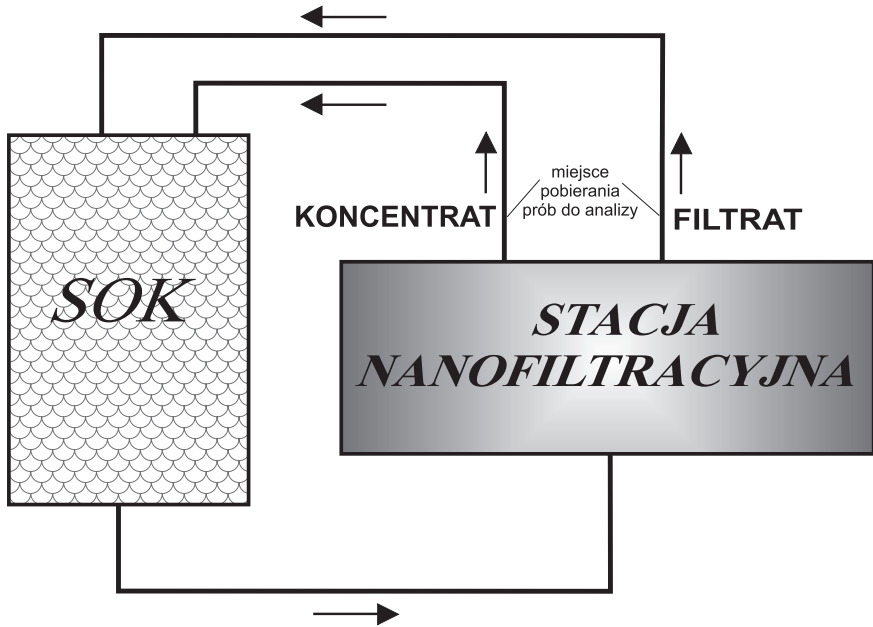 miejsce
pobierania
prób do analizy
KONCENTRAT
FILTRAT
SOK
STACJA
NANOFILTRACYJNA